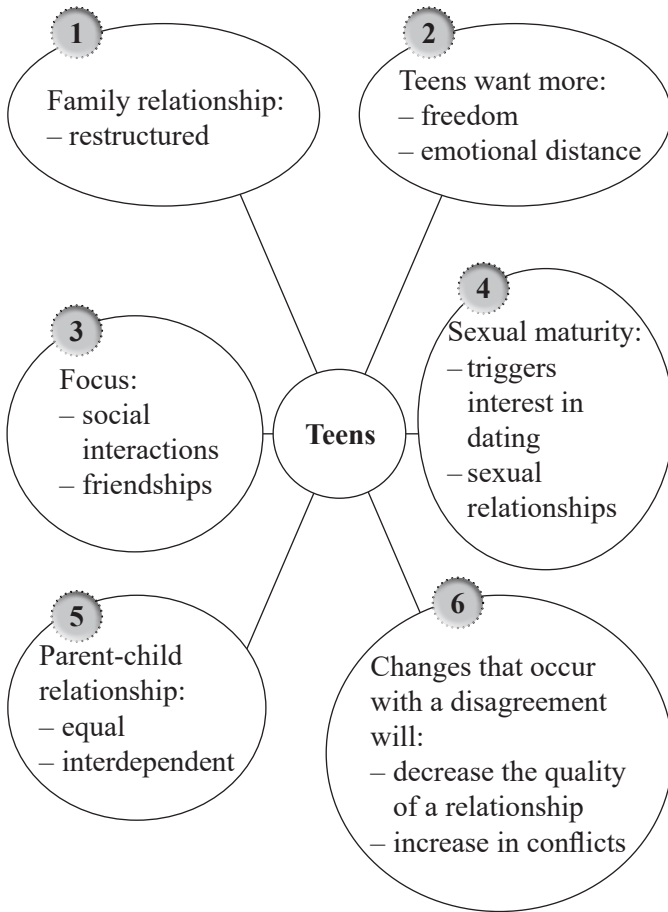 1
Family relationship:
– restructured
2
Teens want more:
– freedom
– emotional distance
3
Focus:
– social
interactions
– friendships
4
Sexual maturity:
– triggers
interest in
dating
– sexual
relationships
Teens
5
Parent-child
relationship:
– equal
– interdependent
6
Changes that occur
with a disagreement
will:
– decrease the quality
of a relationship
– increase in conflicts